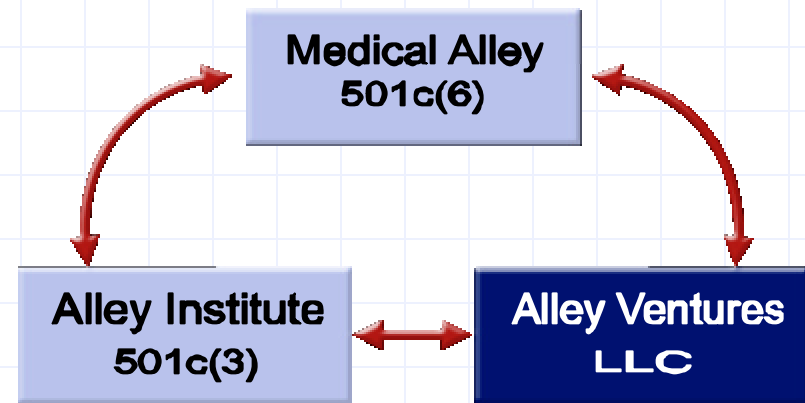 Medical Alley
501c(6)
Alley Institute
501c(3)
Alley Ventures
LLC